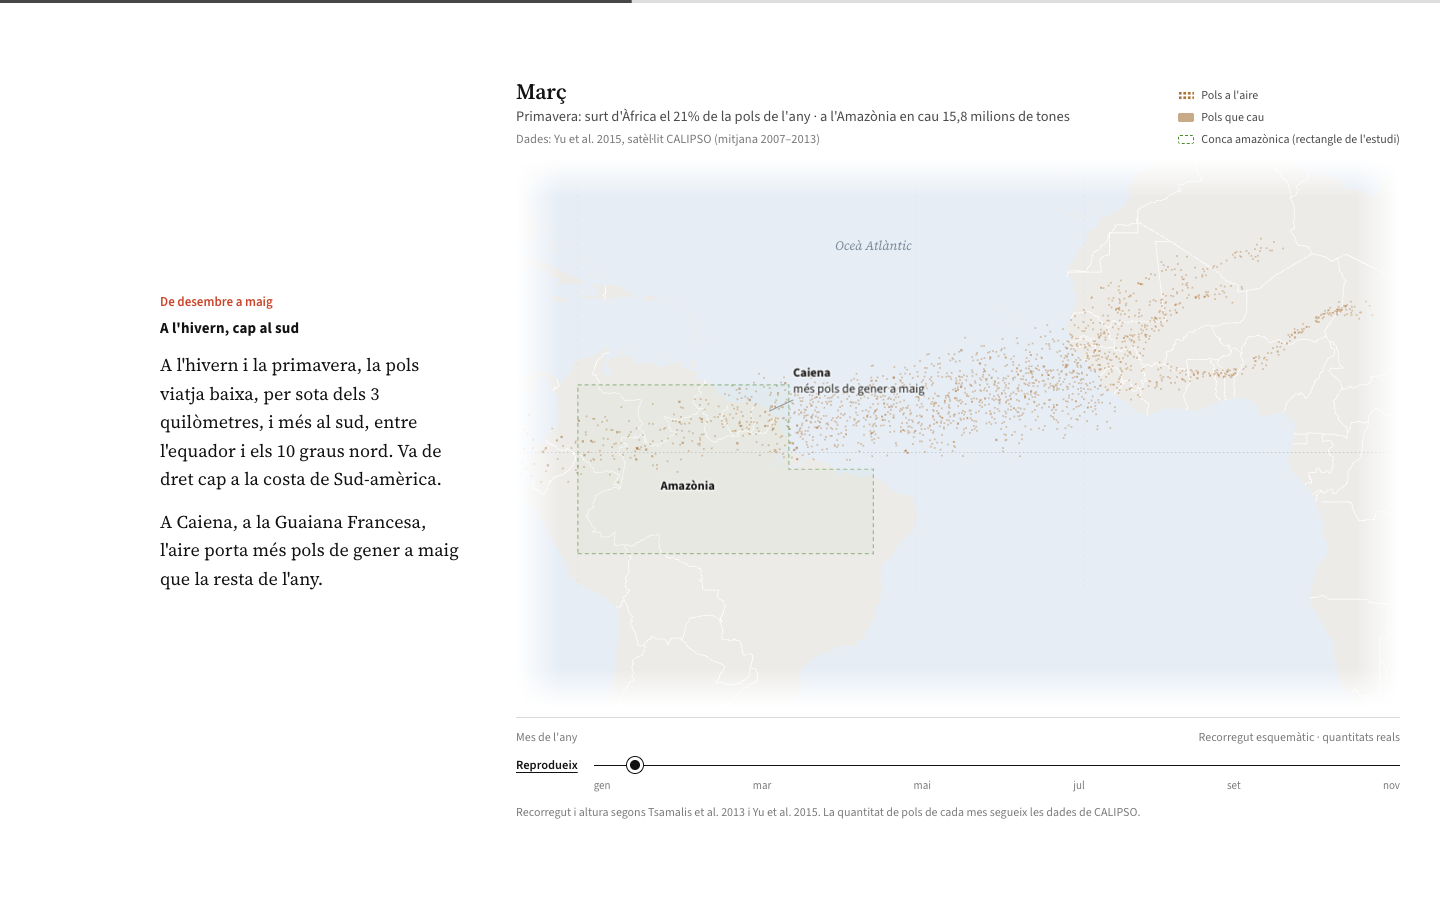 Març
Primavera: surt d'Àfrica el 21% de la pols de l'any · a l'Amazònia en cau 15,8 milions de tones
Dades: Yu et al. 2015, satèl·lit CALIPSO (mitjana 2007–2013)
Pols a l'aire
Pols que cau
Conca amazònica (rectangle de l'estudi)
De desembre a maig
A l'hivern, cap al sud
A l'hivern i la primavera, la pols
viatja baixa, per sota dels 3
quilòmetres, i més al sud, entre
l'equador i els 10 graus nord. Va de
dret cap a la costa de Sud-amèrica.
A Caiena, a la Guaiana Francesa,
l'aire porta més pols de gener a maig
que la resta de l'any.
Oceà Atlàntic
Caiena
més pols de gener a maig
Amazònia
Mes de l'any
Recorregut esquemàtic · quantitats reals
Reprodueix
gen mar mai jul set nov
Recorregut i altura segons Tsamalis et al. 2013 i Yu et al. 2015. La quantitat de pols de cada mes segueix les dades de CALIPSO.